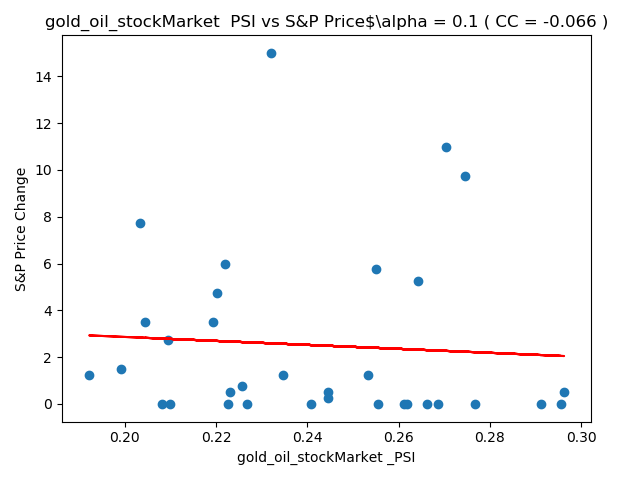 gold_oil_stockMarket  PSI vs S&P Price$\alpha = 0.1 ( CC = -0.066 )
14
12
10
8
6
4
2
0
S&P Price Change
0.20 0.22 0.24 0.26 0.28 0.30
gold_oil_stockMarket _PSI